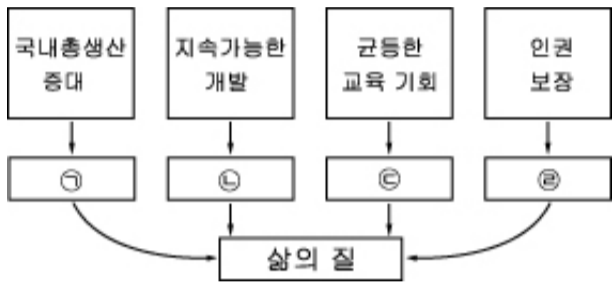 국내총생산
증대
지속가능한
개발
균등한
교육 기회
인권
보장
㉠
㉡
㉢
㉣
삶의 질